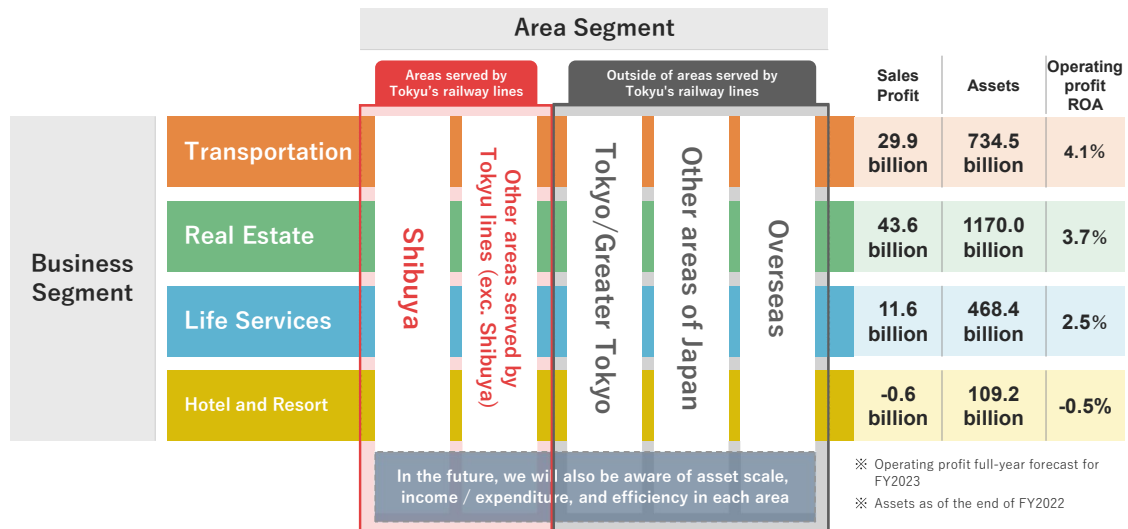 Area Segment
Areas served by
Tokyu's railway lines
Outside of areas served by
Tokyu's railway lines
Sales
Profit
Assets
Operating
profit
ROA
Business
Segment
Transportation
29.9
billion
734.5
billion
4.1%
Real Estate
43.6
billion
1170.0
billion
3.7%
Life Services
11.6
billion
468.4
billion
2.5%
Hotel and Resort
-0.6
billion
109.2
billion
-0.5%
Shibuya
Other areas served by
Tokyu lines (exc. Shibuya)
Tokyo/Greater Tokyo
Other areas of Japan
Overseas
In the future, we will also be aware of asset scale,
income / expenditure, and efficiency in each area
※ Operating profit full-year forecast for
FY2023
※ Assets as of the end of FY2022